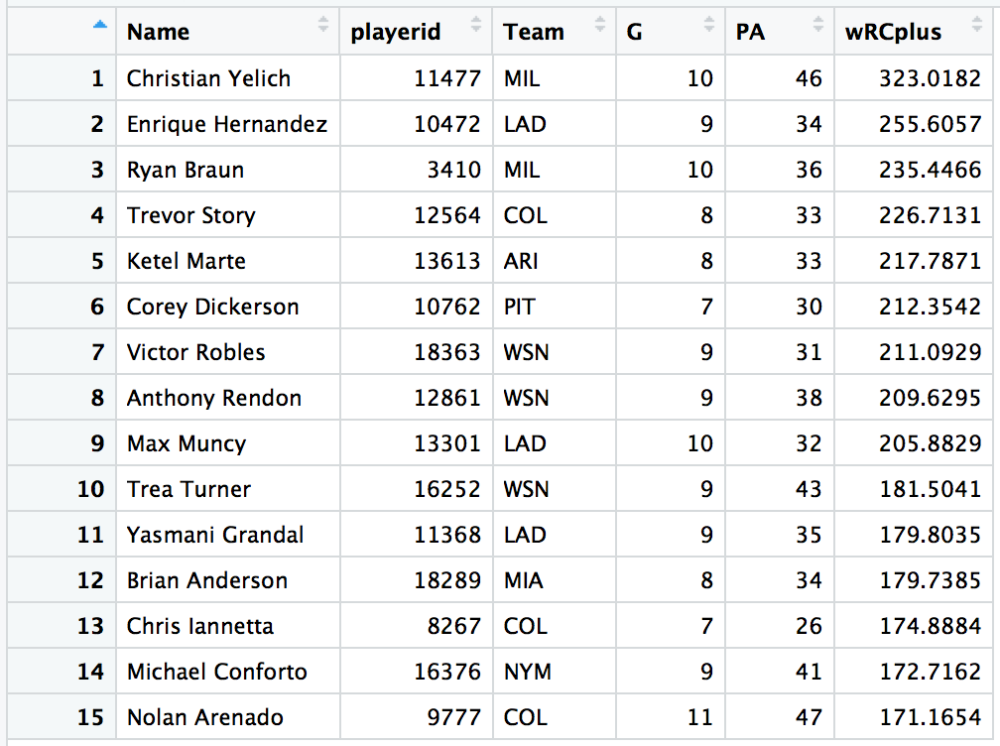 Name playerid Team G PA wRCplus
1 Christian Yelich 11477 MIL 10 46 323.0182
2 Enrique Hernandez 10472 LAD 9 34 255.6057
3 Ryan Braun 3410 MIL 10 36 235.4466
4 Trevor Story 12564 COL 8 33 226.7131
5 Ketel Marte 13613 ARI 8 33 217.7871
6 Corey Dickerson 10762 PIT 7 30 212.3542
7 Victor Robles 18363 WSN 9 31 211.0929
8 Anthony Rendon 12861 WSN 9 38 209.6295
9 Max Muncy 13301 LAD 10 32 205.8829
10 Trea Turner 16252 WSN 9 43 181.5041
11 Yasmani Grandal 11368 LAD 9 35 179.8035
12 Brian Anderson 18289 MIA 8 34 179.7385
13 Chris Iannetta 8267 COL 7 26 174.8884
14 Michael Conforto 16376 NYM 9 41 172.7162
15 Nolan Arenado 9777 COL 11 47 171.1654